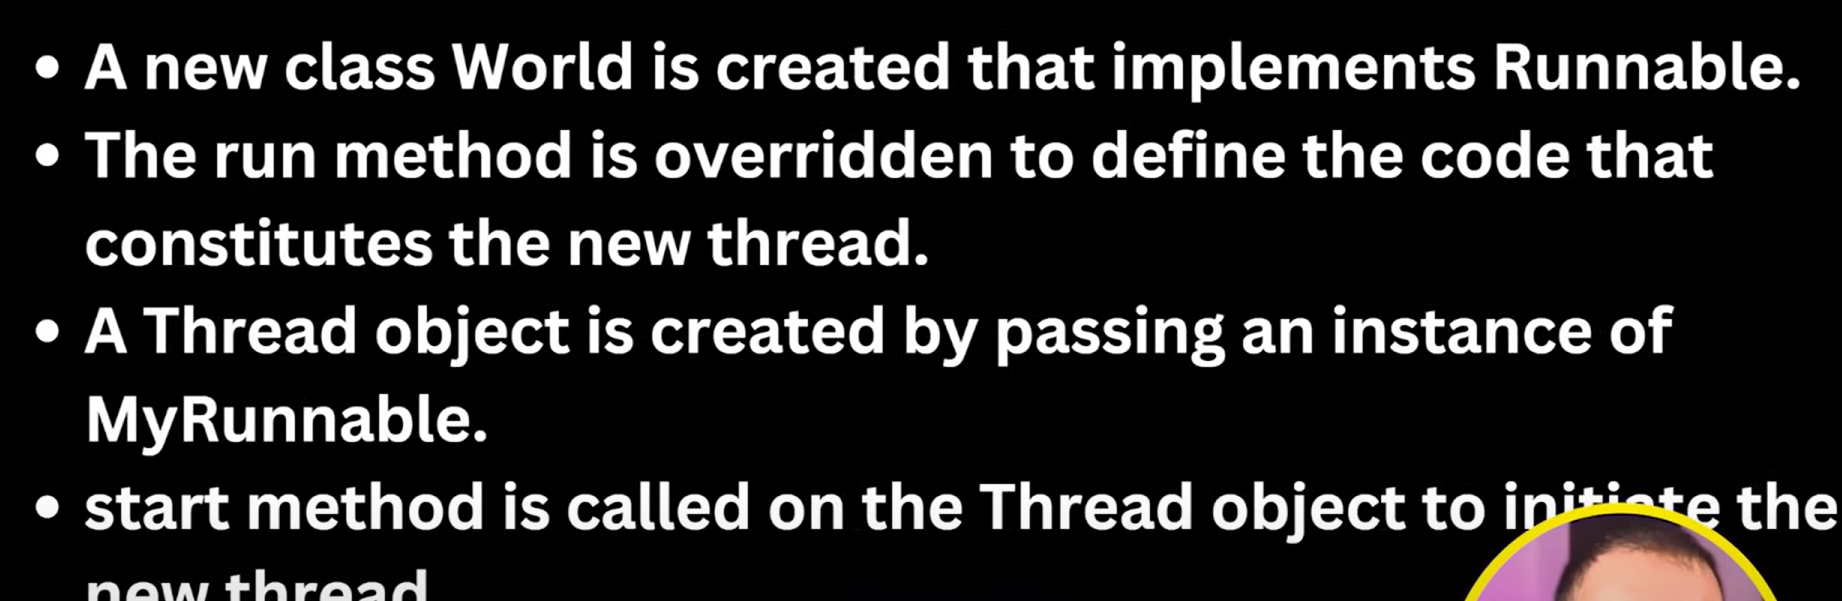 • A new class World is created that implements Runnable.
• The run method is overridden to define the code that
constitutes the new thread.
• A Thread object is created by passing an instance of
MyRunnable.
• start method is called on the Thread object to initiate the
new thread